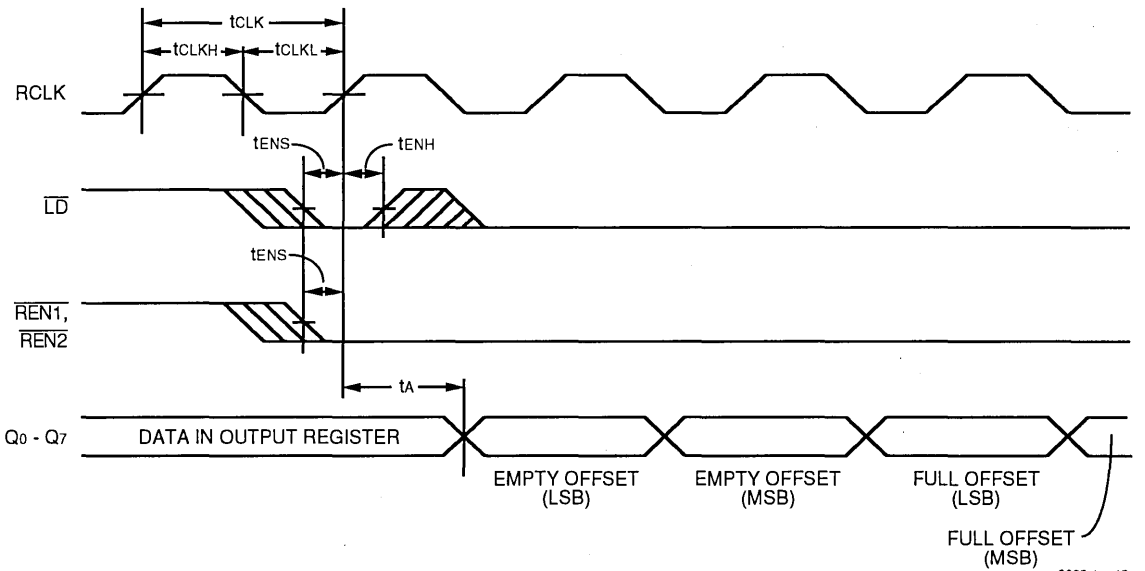 tCLK
tCLKH
tCLKL
RCLK
tENS
tENH
LD
tENS
REN1,
REN2
tA
Q0 - Q7
DATA IN OUTPUT REGISTER
EMPTY OFFSET
(LSB)
EMPTY OFFSET
(MSB)
FULL OFFSET
(LSB)
FULL OFFSET
(MSB)